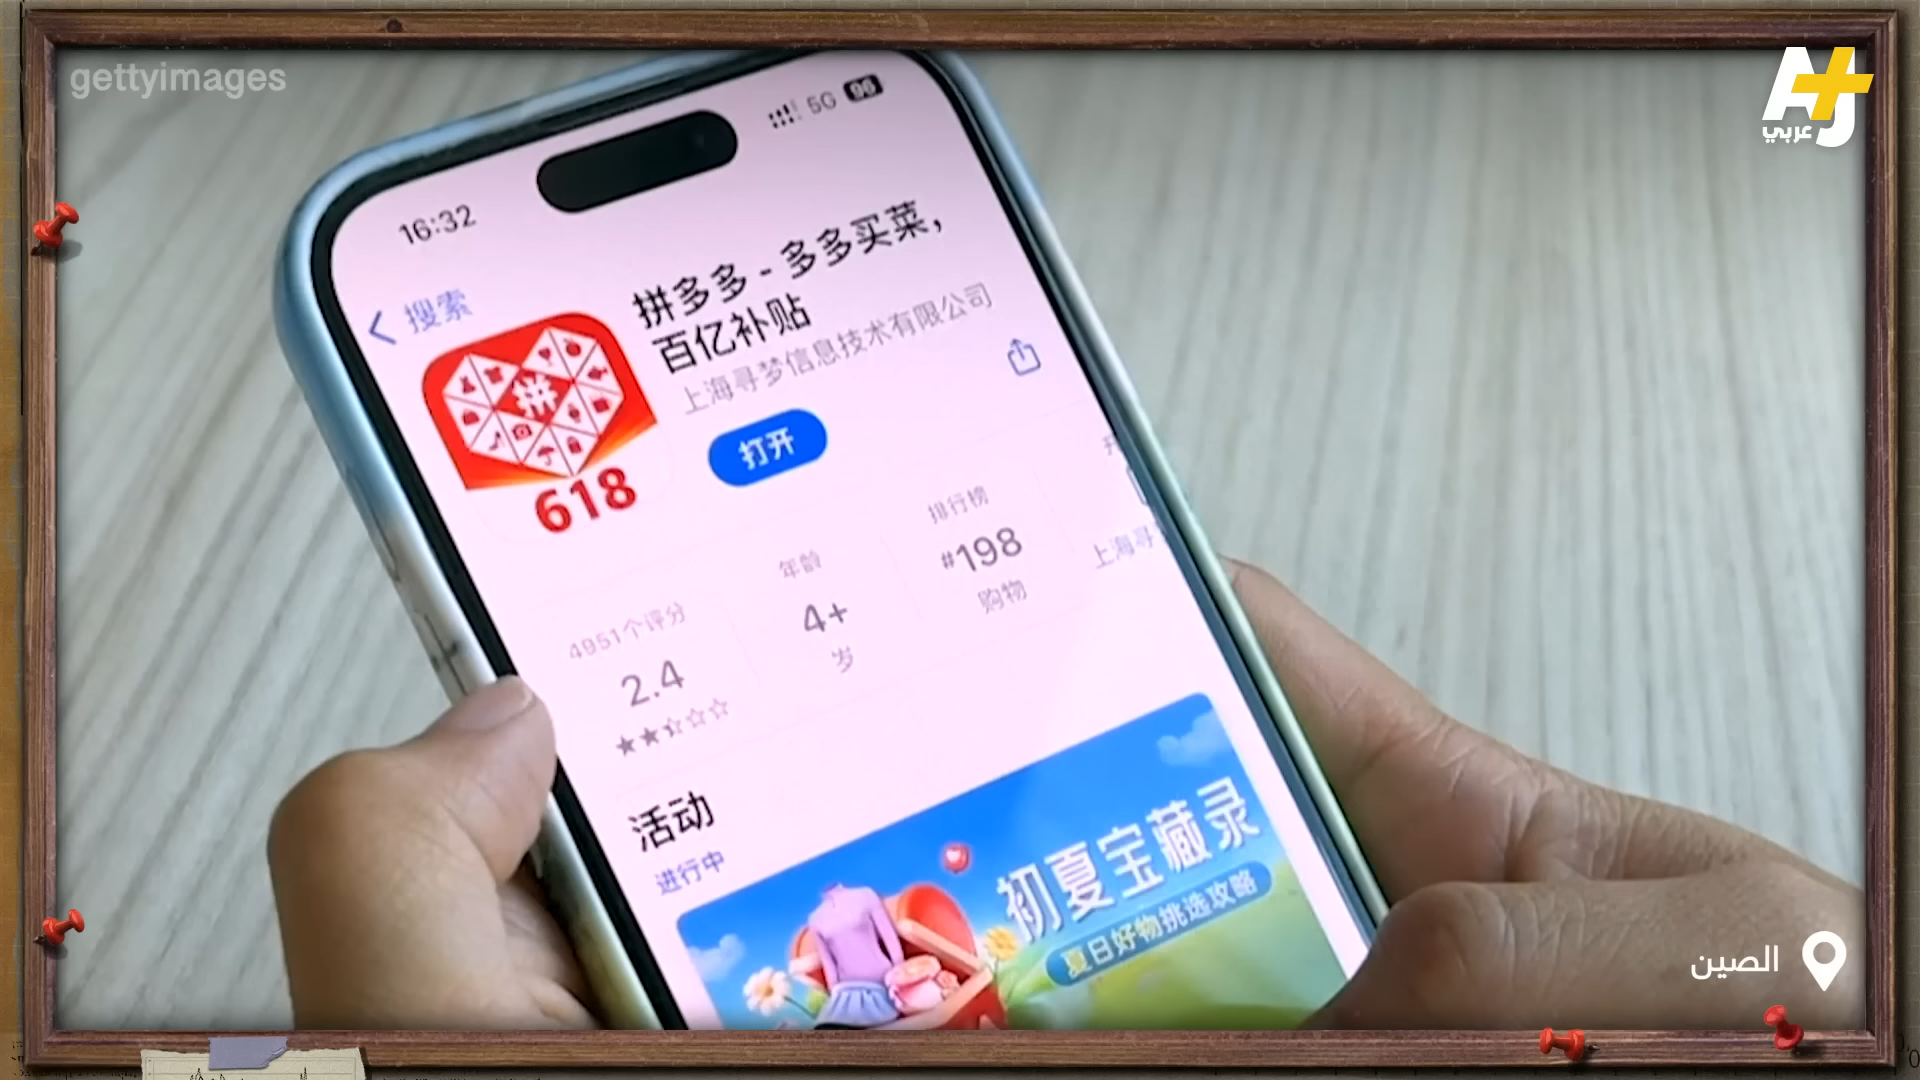 gettyimages
عربي
16:32
5G 98
搜索
拼多多 - 多多买菜,
百亿补贴
上海寻梦信息技术有限公司
打开
618
4951个评分
2.4
年龄
4+
岁
排行榜
#198
购物
上海寻
活动
进行中
初夏宝藏录
夏日好物挑选攻略
الصين